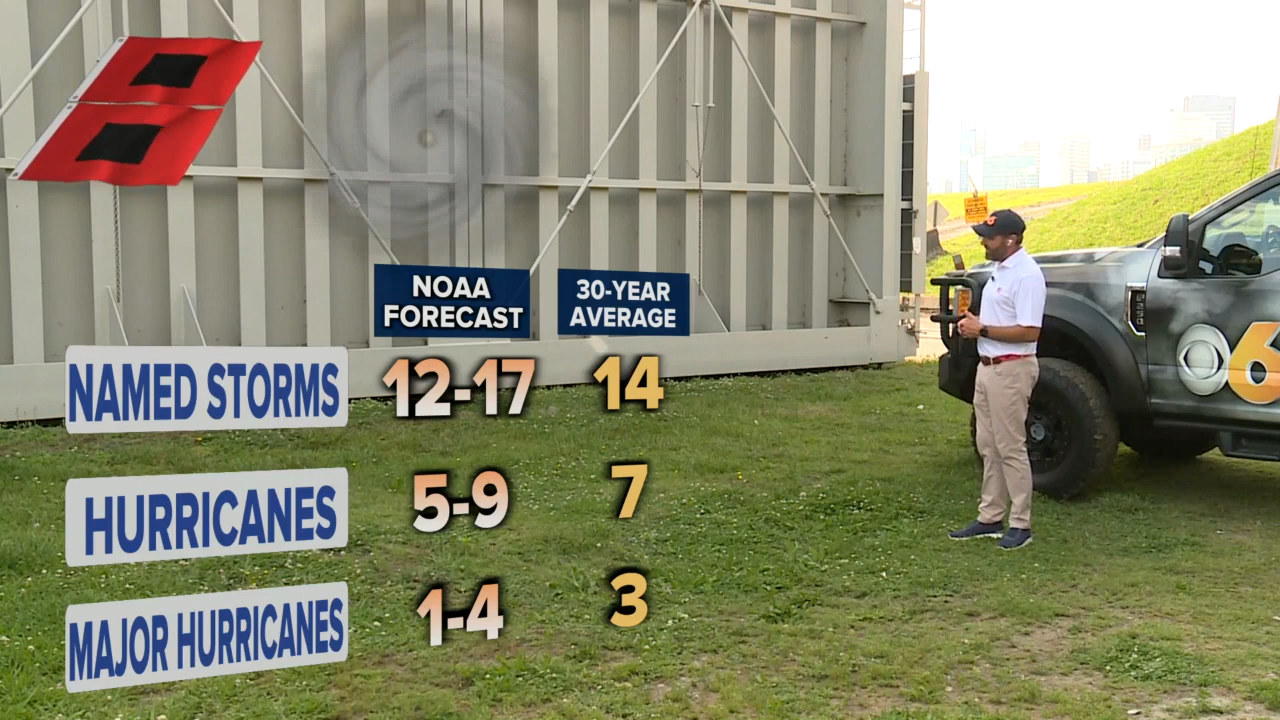 NOAA
FORECAST
30-YEAR
AVERAGE
NAMED STORMS
12-17
14
HURRICANES
5-9
7
MAJOR HURRICANES
1-4
3
F250
6